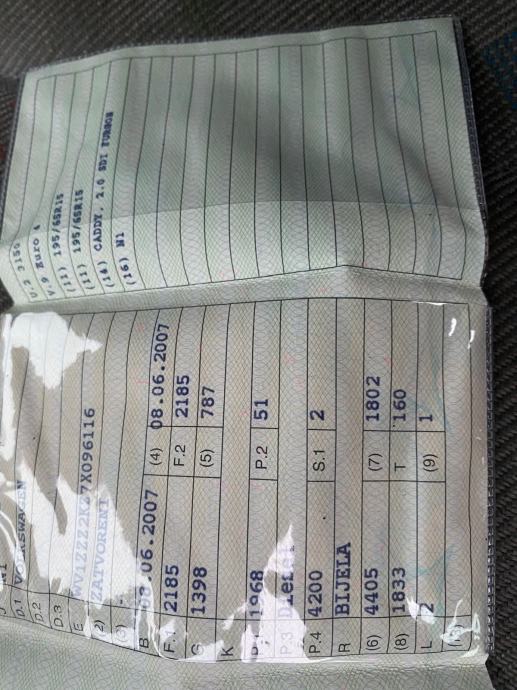 D.1 VOLKSWAGEN
D.2
D.3
E WV1ZZZ2KZ7X096116
(2) ZATVORENI
(3) -
B 08.06.2007 (4) 08.06.2007
F.1 2185 F.2 2185
G 1398 (5) 787
K
P.1 1968 P.2 51
P.3 Diesel
P.4 4200 S.1 2
R BIJELA
(6) 4405 (7) 1802
(8) 1833 T 160
L 2 (9) 1
V.9 Euro 4
(11) 195/65R15
(11) 195/65R15
(14) CADDY, 2.0 SDI FURGON
(16) N1